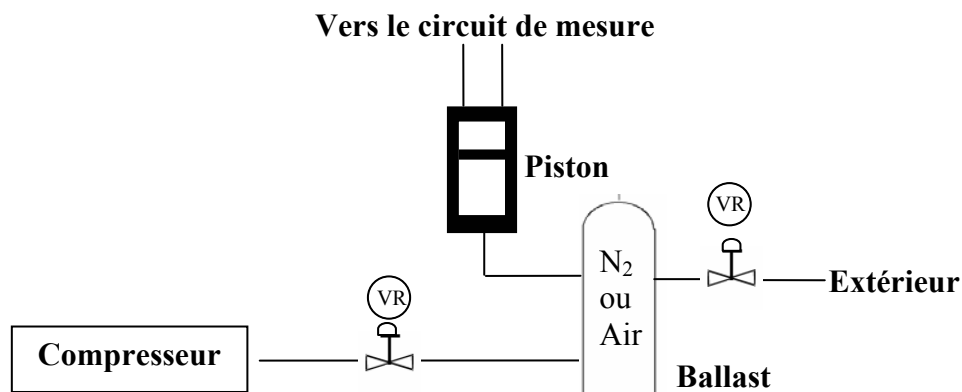 Vers le circuit de mesure
Piston
VR
N₂
ou
Air
Extérieur
VR
Compresseur
Ballast